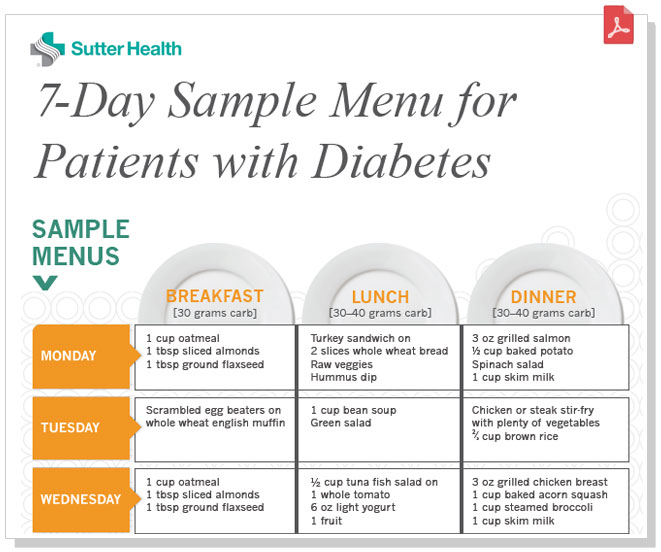 Sutter Health
7-Day Sample Menu for
Patients with Diabetes
SAMPLE
MENUS
BREAKFAST
[30 grams carb]
LUNCH
[30–40 grams carb]
DINNER
[30–40 grams carb]
MONDAY
1 cup oatmeal
1 tbsp sliced almonds
1 tbsp ground flaxseed
Turkey sandwich on
2 slices whole wheat bread
Raw veggies
Hummus dip
3 oz grilled salmon
½ cup baked potato
Spinach salad
1 cup skim milk
TUESDAY
Scrambled egg beaters on
whole wheat english muffin
1 cup bean soup
Green salad
Chicken or steak stir-fry
with plenty of vegetables
cup brown rice
WEDNESDAY
1 cup oatmeal
1 tbsp sliced almonds
1 tbsp ground flaxseed
½ cup tuna fish salad on
1 whole tomato
6 oz light yogurt
1 fruit
3 oz grilled chicken breast
1 cup baked acorn squash
1 cup steamed broccoli
1 cup skim milk